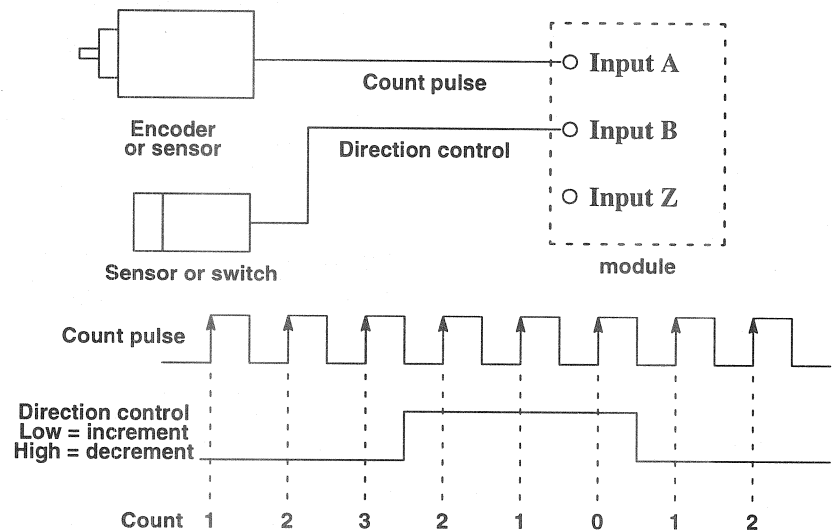 Input A
Count pulse
Encoder
or sensor
Input B
Direction control
Input Z
Sensor or switch
module
Count pulse
Direction control
Low = increment
High = decrement
Count 1 2 3 2 1 0 1 2